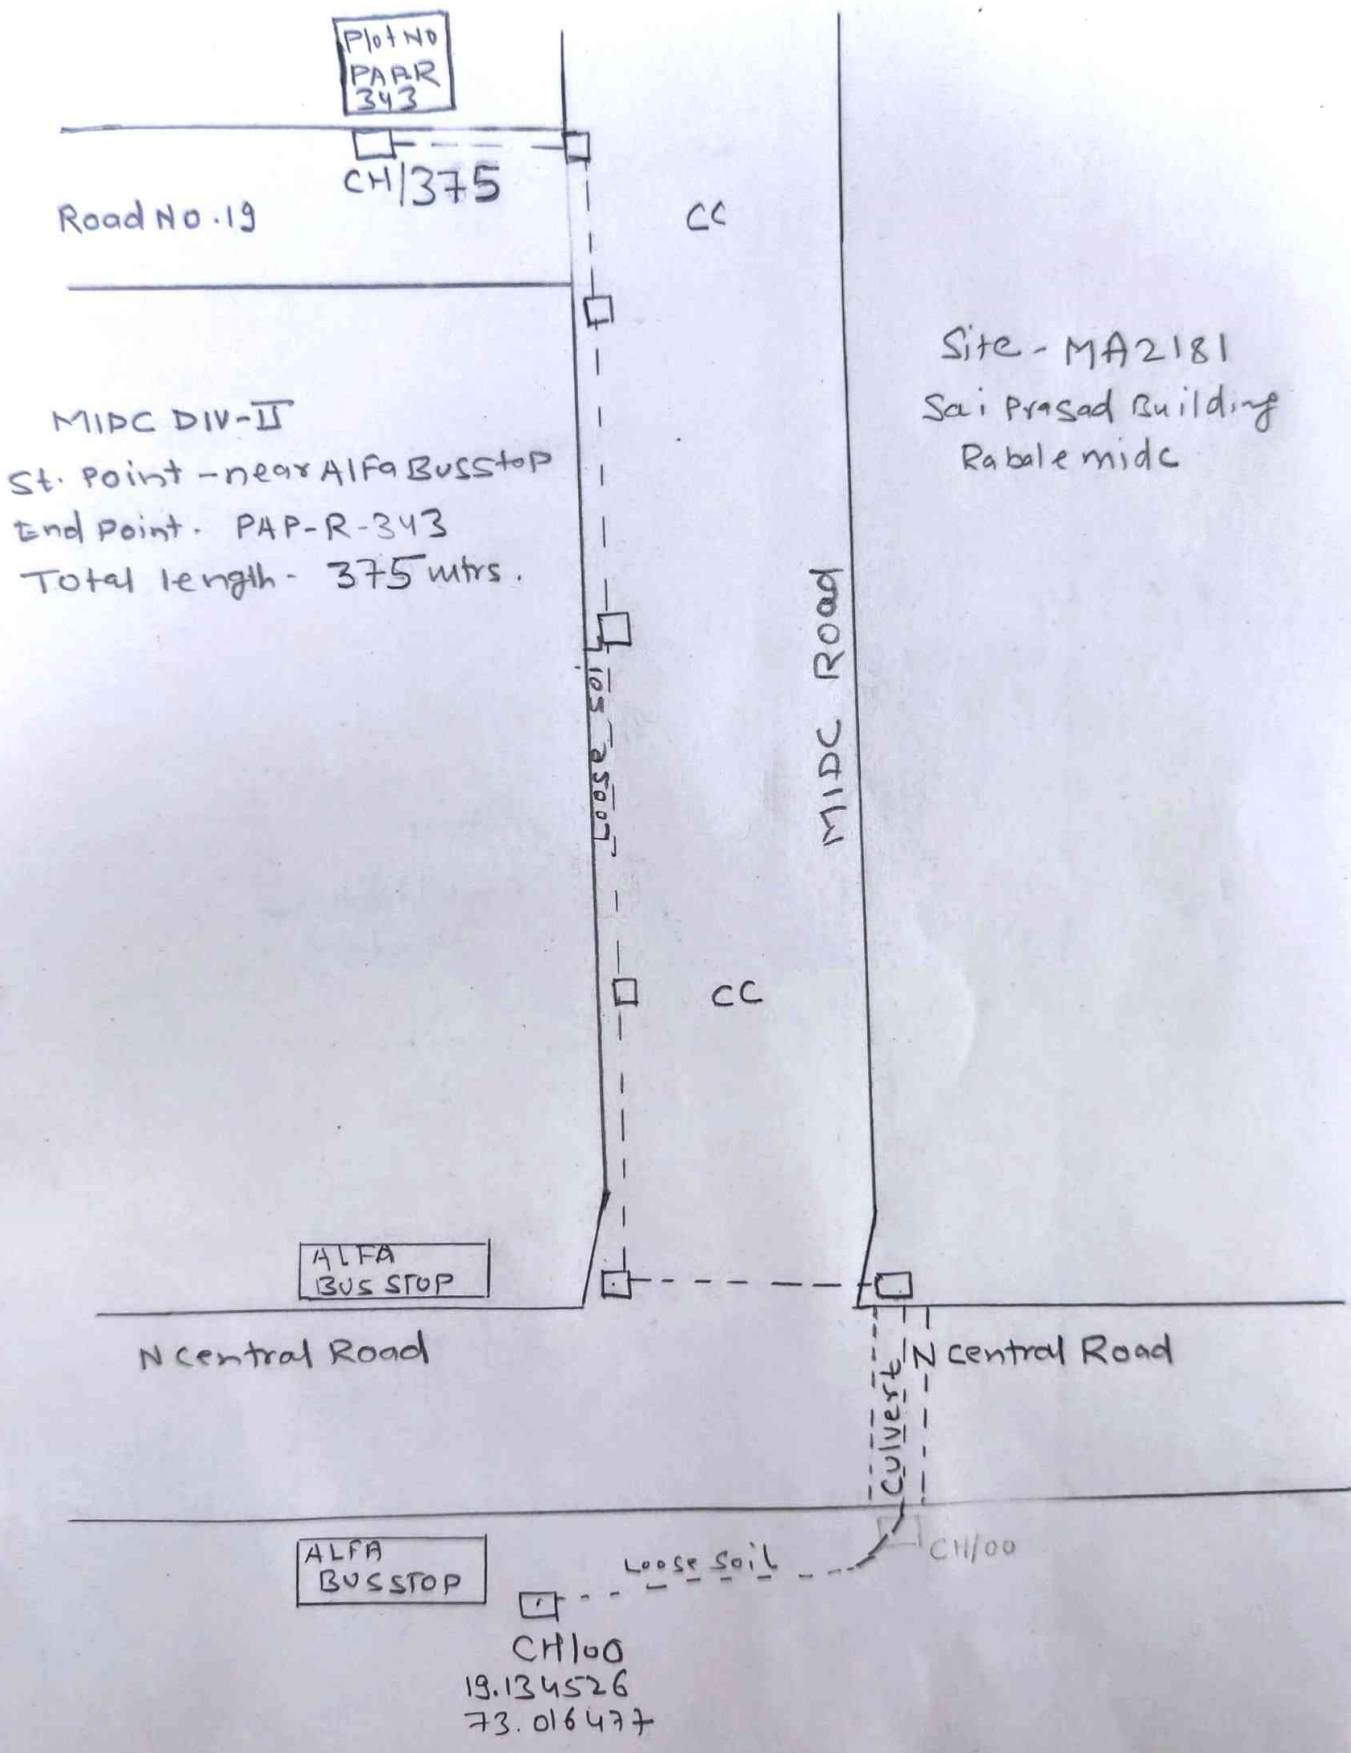 Plot No
PAAR
343
CH/375
Road No.19
CC
Site - MA2181
Sai Prasad Building
Rabale midc
MIDC DIV-II
St. Point - near Alfa Bus Stop
End Point. PAP-R-343
Total length - 375 mtrs.
MIDC Road
Loose soil
CC
ALFA
BUS STOP
N Central Road
N Central Road
Culvert
ALFA
BUS STOP
Loose soil
CH/00
CH/00
19.134526
73.016477